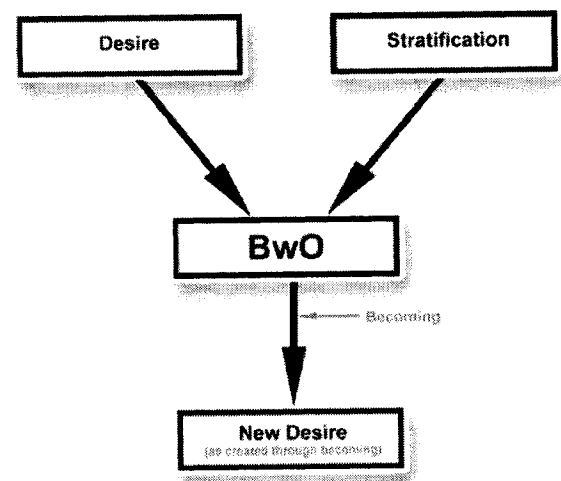 Desire
Stratification
BwO
Becoming
New Desire
(as created through becoming)